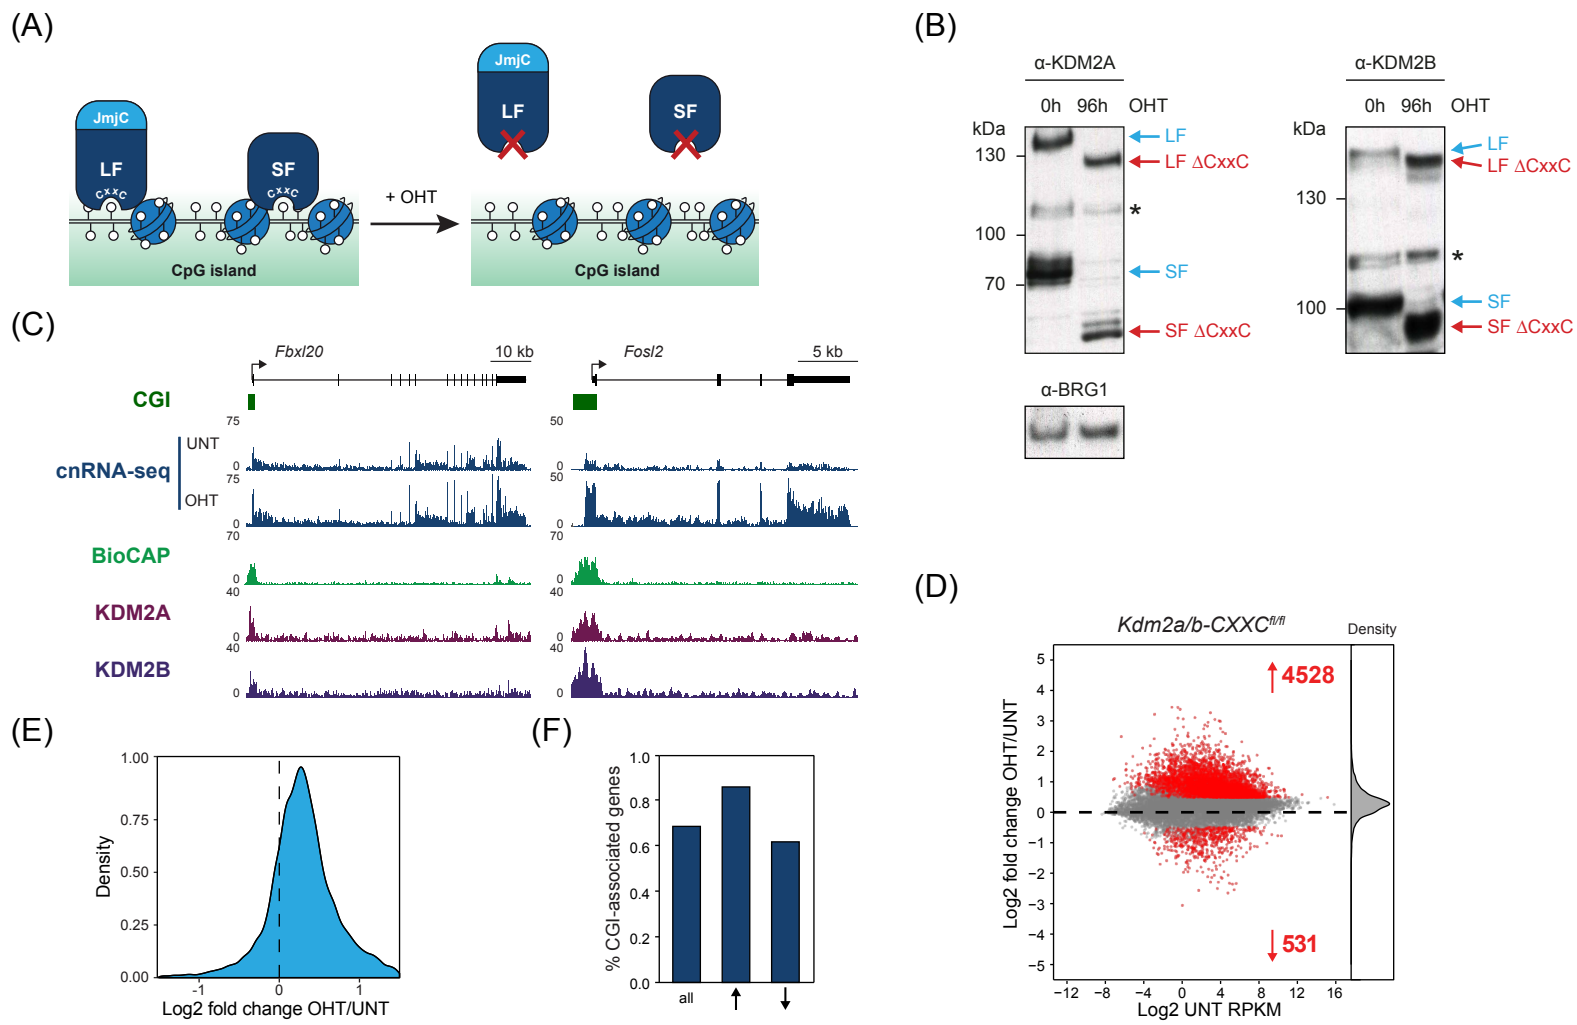 (A)
JmjC
LF
CxxC
SF
CxxC
CpG island
+ OHT
JmjC
LF
SF
CpG island
(B)
α-KDM2A
0h 96h OHT
kDa
130
100
70
LF
LF ΔCxxC
*
SF
SF ΔCxxC
α-BRG1
α-KDM2B
0h 96h OHT
kDa
130
100
LF
LF ΔCxxC
*
SF
SF ΔCxxC
(C)
Fbxl20
10 kb
Fosl2
5 kb
CGI
75
50
UNT
0
0
cnRNA-seq
75
50
OHT
0
0
70
BioCAP
0
0
40
KDM2A
0
0
40
40
KDM2B
0
0
(D)
Kdm2a/b-CXXCfl/fl
Density
Log2 fold change OHT/UNT
5
4
3
2
1
0
−1
−2
−3
−4
−5
4528
531
−12 −8 −4 0 4 8 12 16
Log2 UNT RPKM
(E)
Density
1.00
0.75
0.50
0.25
0.00
-1 0 1
Log2 fold change OHT/UNT
(F)
% CGI-associated genes
1.0
0.8
0.6
0.4
0.2
0.0
all